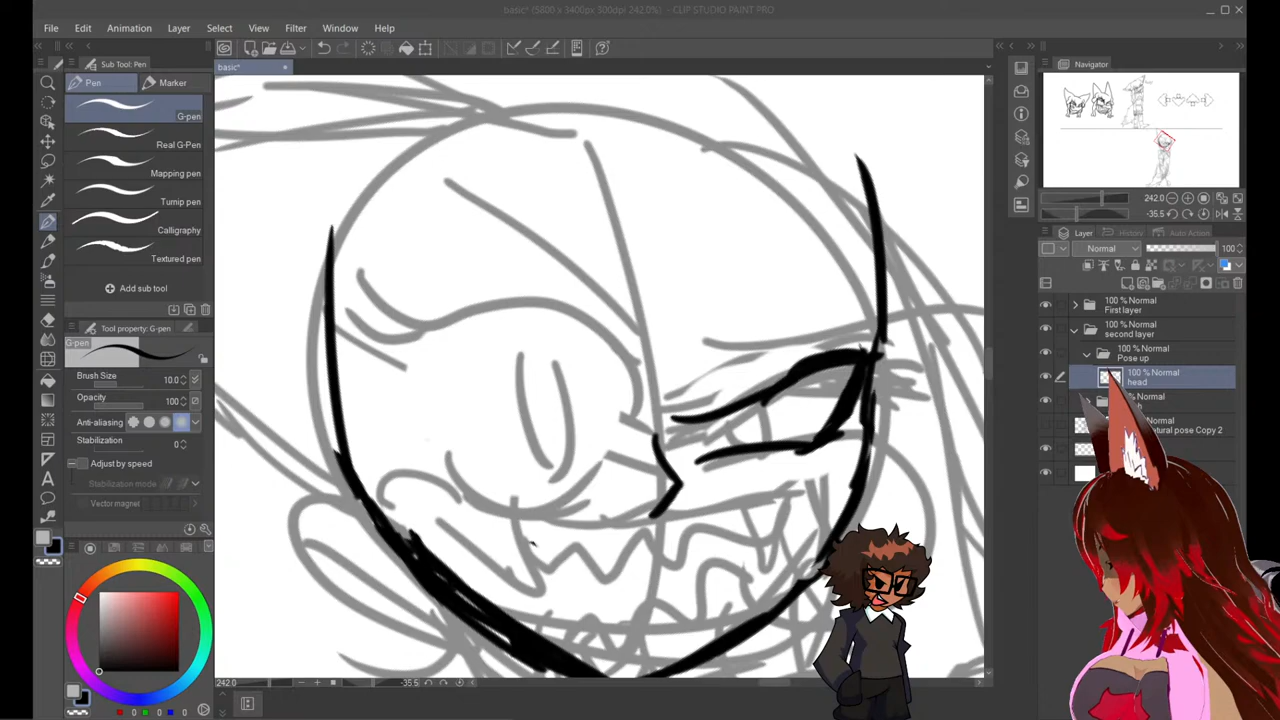 basic* (5800 x 3400px 300dpi 242.0%) - CLIP STUDIO PAINT PRO
File Edit Animation Layer Select View Filter Window Help
Sub Tool: Pen
Pen Marker
G-pen
Real G-Pen
Mapping pen
Turnip pen
Calligraphy
Textured pen
Add sub tool
Tool property: G-pen
G-pen
Brush Size 10.0
Opacity 100
Anti-aliasing
Stabilization 0
Adjust by speed
Stabilization mode
Vector magnet
0 0 0
basic*
242.0 -35.5
Navigator
242.0
-35.5
Layer History Auto Action
Normal 100
100 % Normal
First layer
100 % Normal
second layer
100 % Normal
Pose up
100 % Normal
head
Normal
100 % Normal
natural pose Copy 2